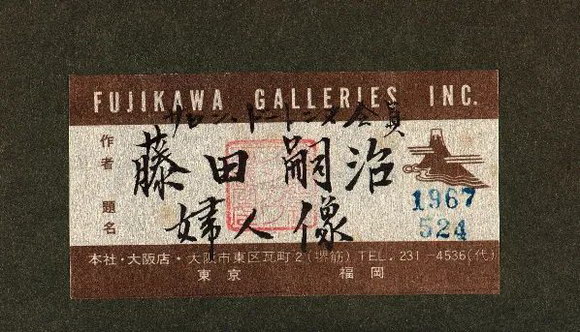 FUJIKAWA GALLERIES INC.
サロン、ドートンヌ会員
作者 藤田嗣治
題名 婦人像
1967
524
本社・大阪店・大阪市東区瓦町2(堺筋) TEL. 231-4536(代)
東京 福岡